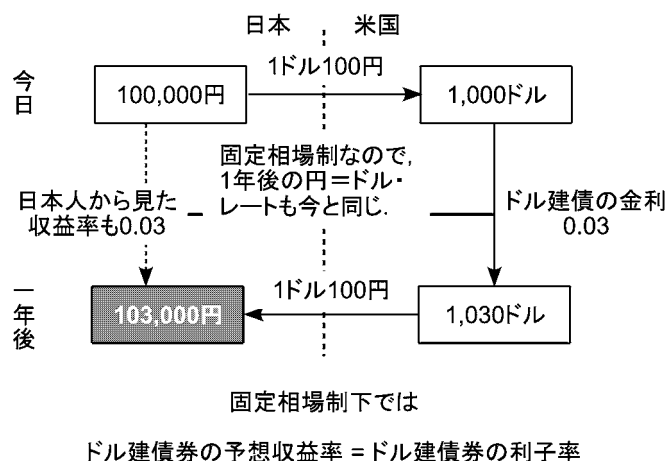 日本 米国
今日
1ドル100円
100,000円
1,000ドル
固定相場制なので,
1年後の円=ドル・
レートも今と同じ.
日本人から見た
収益率も0.03
ドル建債の金利
0.03
一年後
1ドル100円
103,000円
1,030ドル
固定相場制下では
ドル建債券の予想収益率 = ドル建債券の利子率